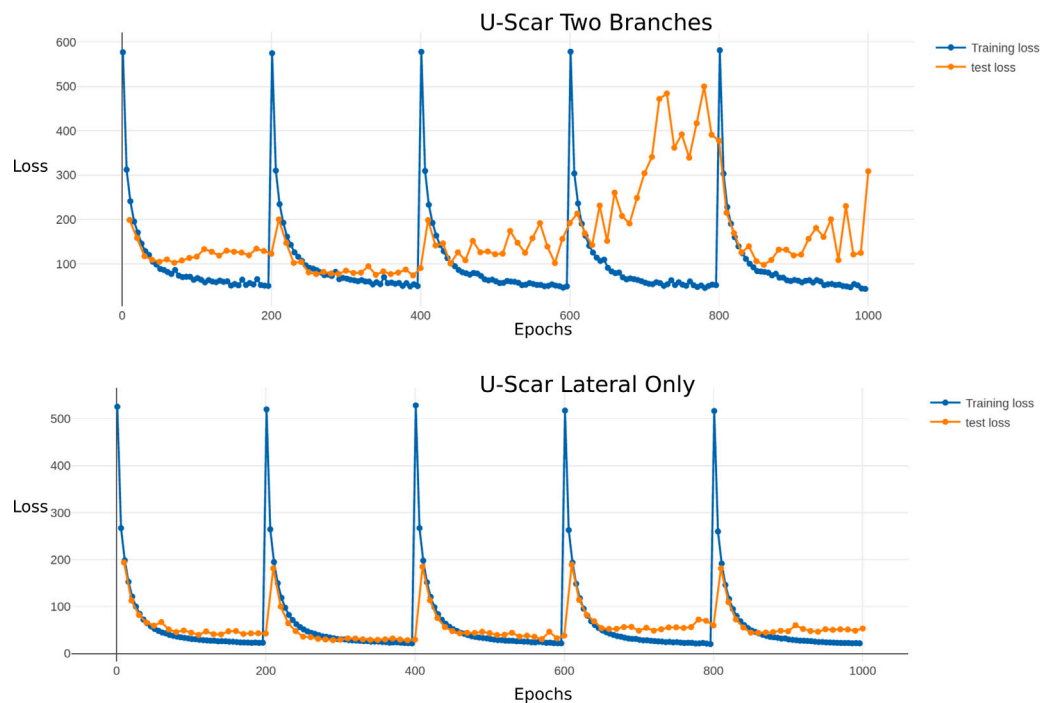 U-Scar Two Branches
600
500
400
300
200
100
Loss
0 200 400 600 800 1000
Epochs
Training loss
test loss
U-Scar Lateral Only
500
400
300
200
100
0
Loss
0 200 400 600 800 1000
Epochs
Training loss
test loss